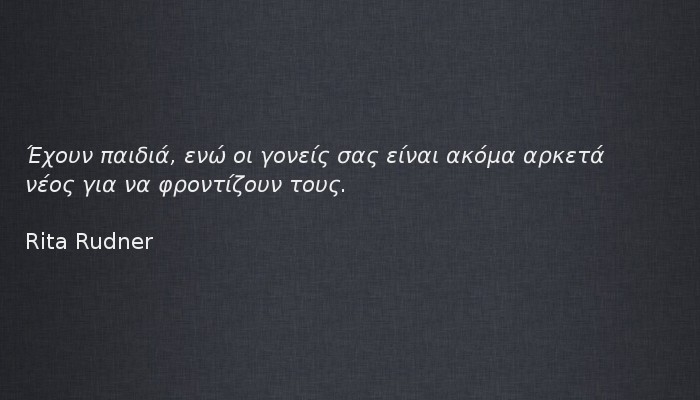 Έχουν παιδιά, ενώ οι γονείς σας είναι ακόμα αρκετά
νέος για να φροντίζουν τους.
Rita Rudner